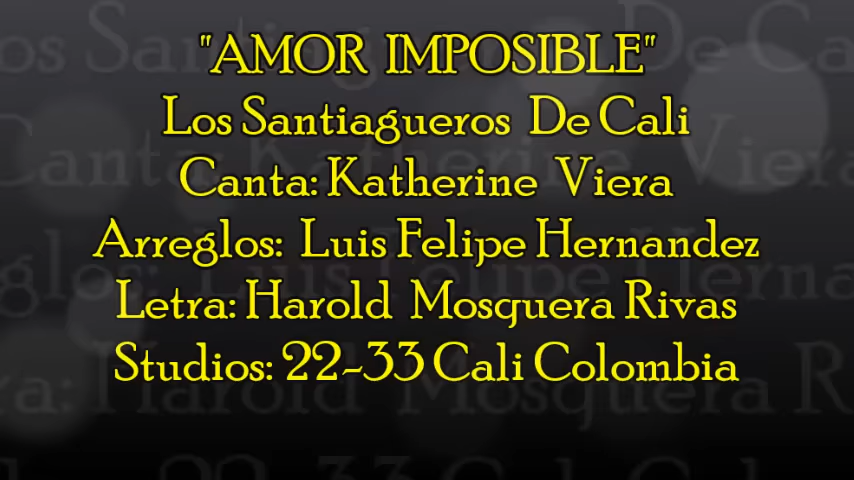 "AMOR IMPOSIBLE"
Los Santiagueros De Cali
Canta: Katherine Viera
Arreglos: Luis Felipe Hernandez
Letra: Harold Mosquera Rivas
Studios: 22-33 Cali Colombia